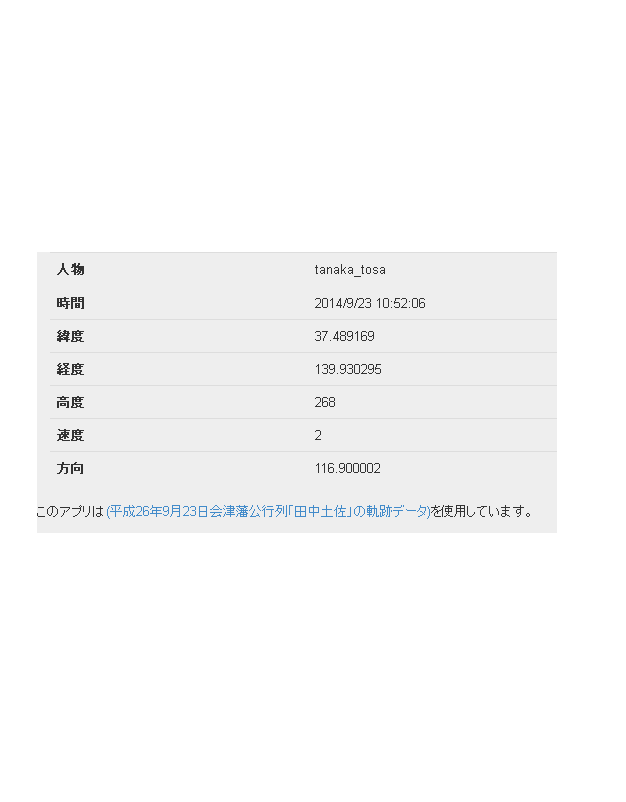 人物 tanaka_tosa
時間 2014/9/23 10:52:06
緯度 37.489169
経度 139.930295
高度 268
速度 2
方向 116.900002
このアプリは (平成26年9月23日会津藩公行列「田中土佐」の軌跡データ)を使用しています。